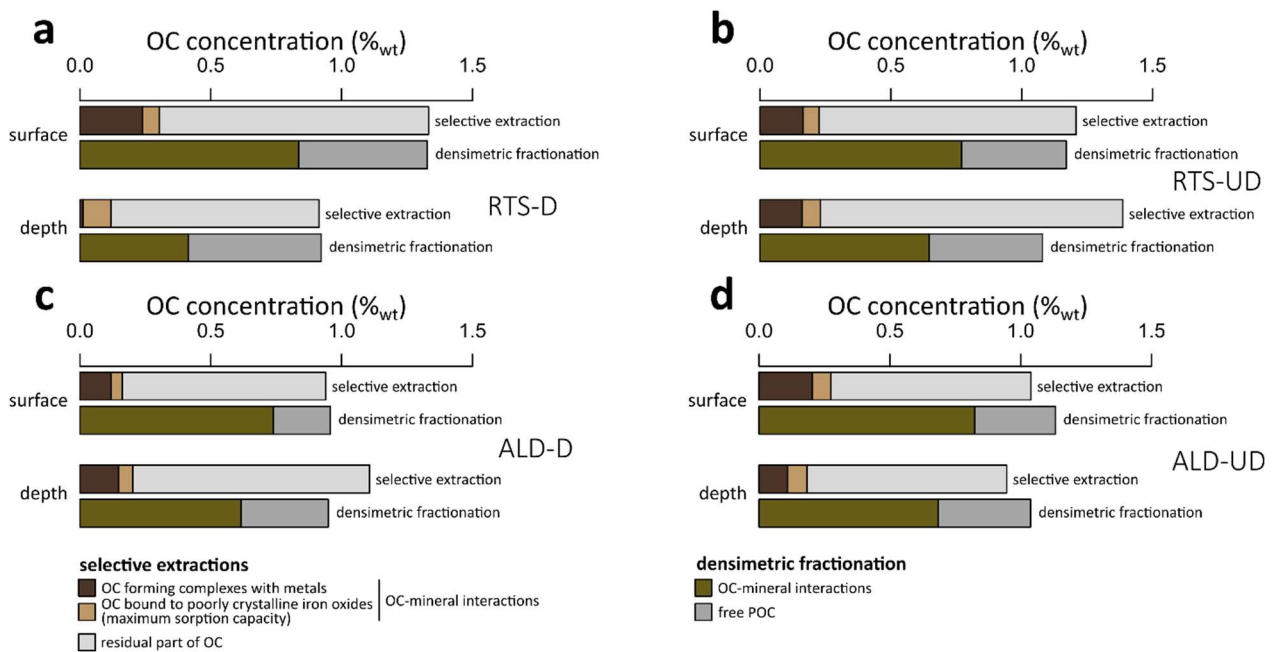 a
OC concentration (%wt)
0.0 0.5 1.0 1.5
surface
selective extraction
densimetric fractionation
RTS-D
depth
selective extraction
densimetric fractionation
b
OC concentration (%wt)
0.0 0.5 1.0 1.5
surface
selective extraction
densimetric fractionation
RTS-UD
depth
selective extraction
densimetric fractionation
c
OC concentration (%wt)
0.0 0.5 1.0 1.5
surface
selective extraction
densimetric fractionation
ALD-D
depth
selective extraction
densimetric fractionation
d
OC concentration (%wt)
0.0 0.5 1.0 1.5
surface
selective extraction
densimetric fractionation
ALD-UD
depth
selective extraction
densimetric fractionation
selective extractions
OC forming complexes with metals
OC bound to poorly crystalline iron oxides
(maximum sorption capacity)
OC-mineral interactions
residual part of OC
densimetric fractionation
OC-mineral interactions
free POC